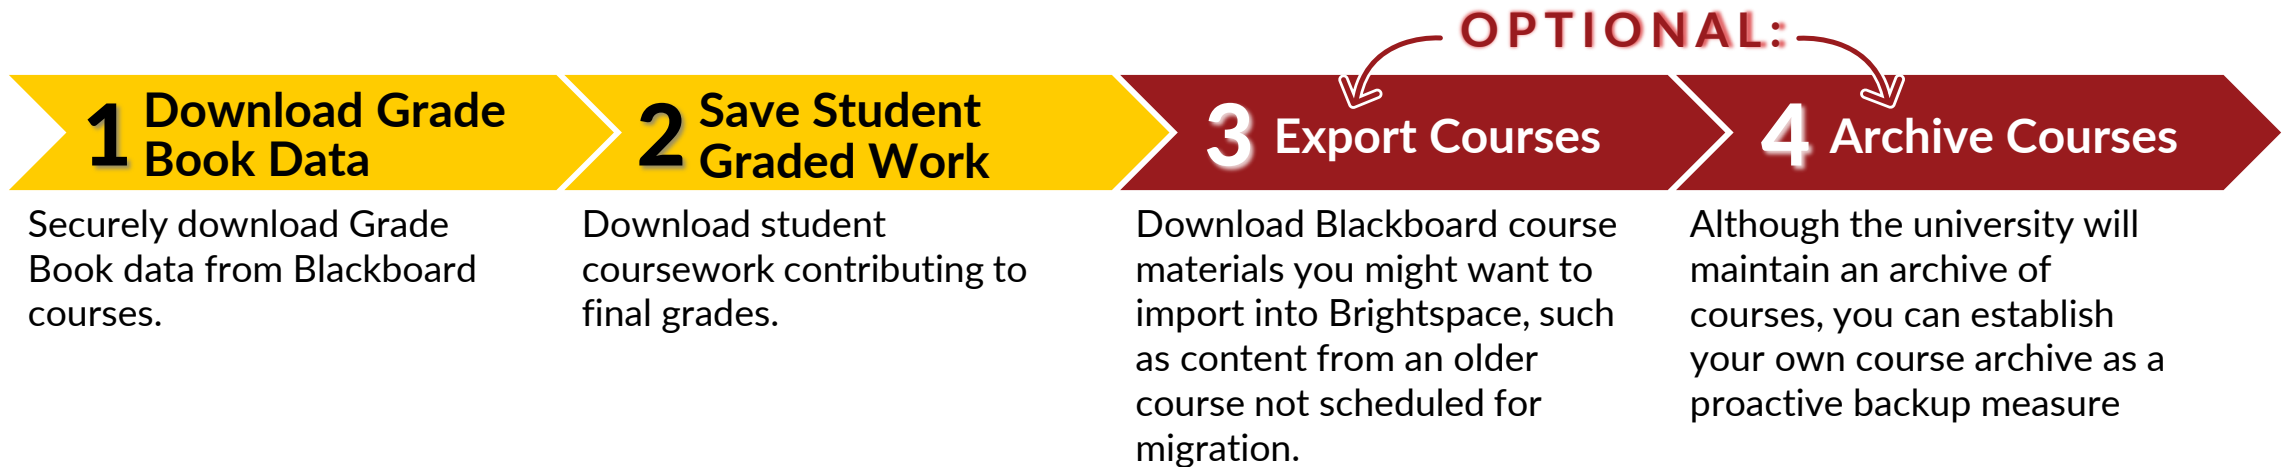 OPTIONAL:
1 Download Grade
Book Data
Securely download Grade
Book data from Blackboard
courses.
2 Save Student
Graded Work
Download student
coursework contributing to
final grades.
3 Export Courses
Download Blackboard course
materials you might want to
import into Brightspace, such
as content from an older
course not scheduled for
migration.
4 Archive Courses
Although the university will
maintain an archive of
courses, you can establish
your own course archive as a
proactive backup measure